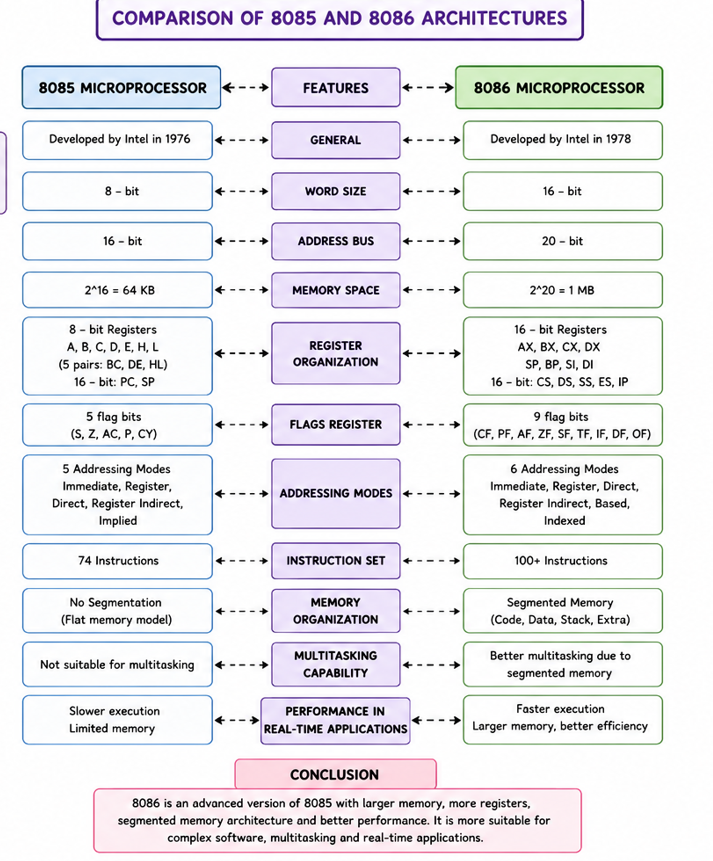 COMPARISON OF 8085 AND 8086 ARCHITECTURES
8085 MICROPROCESSOR
FEATURES
8086 MICROPROCESSOR
Developed by Intel in 1976
GENERAL
Developed by Intel in 1978
8 – bit
WORD SIZE
16 – bit
16 – bit
ADDRESS BUS
20 – bit
2^16 = 64 KB
MEMORY SPACE
2^20 = 1 MB
8 – bit Registers
A, B, C, D, E, H, L
(5 pairs: BC, DE, HL)
16 – bit: PC, SP
REGISTER
ORGANIZATION
16 – bit Registers
AX, BX, CX, DX
SP, BP, SI, DI
16 – bit: CS, DS, SS, ES, IP
5 flag bits
(S, Z, AC, P, CY)
FLAGS REGISTER
9 flag bits
(CF, PF, AF, ZF, SF, TF, IF, DF, OF)
5 Addressing Modes
Immediate, Register,
Direct, Register Indirect,
Implied
ADDRESSING MODES
6 Addressing Modes
Immediate, Register, Direct,
Register Indirect, Based,
Indexed
74 Instructions
INSTRUCTION SET
100+ Instructions
No Segmentation
(Flat memory model)
MEMORY
ORGANIZATION
Segmented Memory
(Code, Data, Stack, Extra)
Not suitable for multitasking
MULTITASKING
CAPABILITY
Better multitasking due to
segmented memory
Slower execution
Limited memory
PERFORMANCE IN
REAL-TIME APPLICATIONS
Faster execution
Larger memory, better efficiency
CONCLUSION
8086 is an advanced version of 8085 with larger memory, more registers,
segmented memory architecture and better performance. It is more suitable for
complex software, multitasking and real-time applications.